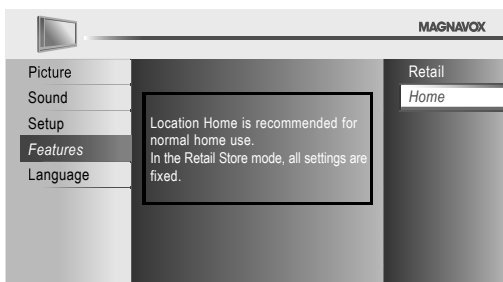 MAGNAVOX
Picture
Sound
Setup
Features
Language
Location Home is recommended for
normal home use.
In the Retail Store mode, all settings are
fixed.
Retail
Home